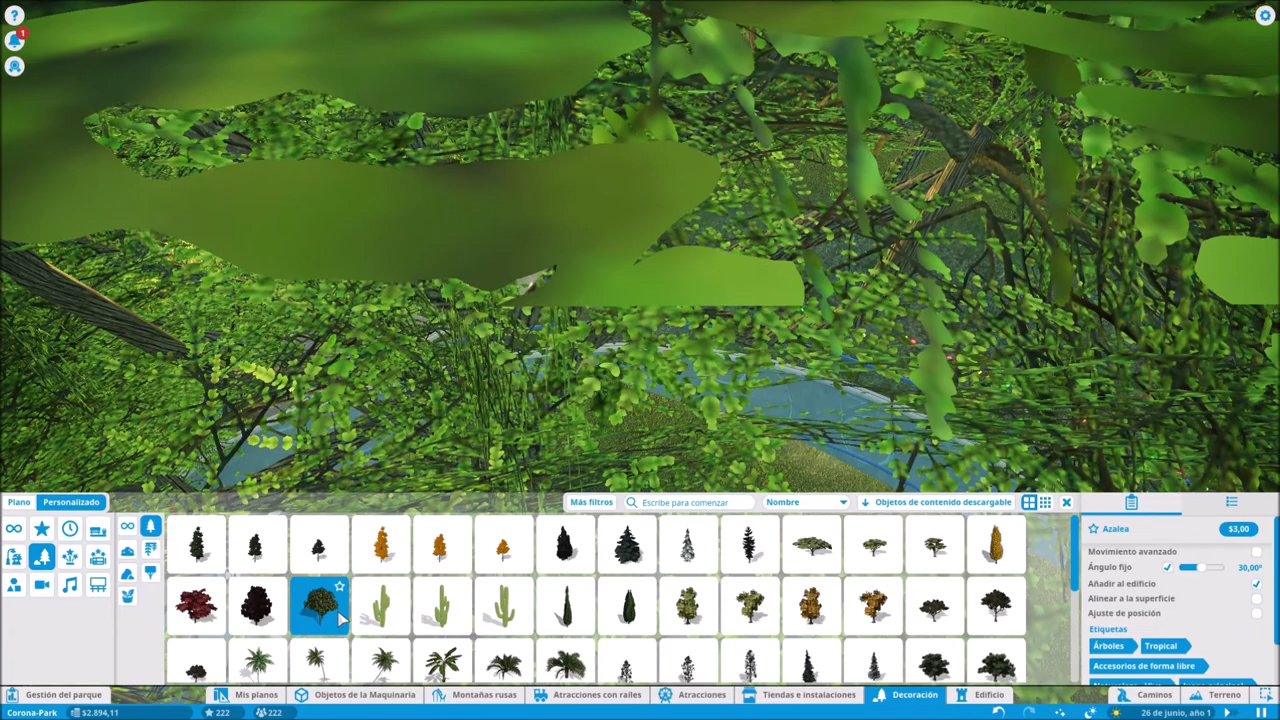 ?
1
Plano Personalizado
Más filtros Escribe para comenzar Nombre Objetos de contenido descargable
Azalea $3,00
Movimiento avanzado
Ángulo fijo 30,00°
Añadir al edificio
Alinear a la superficie
Ajuste de posición
Etiquetas
Árboles Tropical
Accesorios de forma libre
Gestión del parque Mis planos Objetos de la Maquinaria Montañas rusas Atracciones con raíles Atracciones Tiendas e instalaciones Decoración Edificio Caminos Terreno
Corona-Park $2.894,11 222 222 26 de junio, año 1